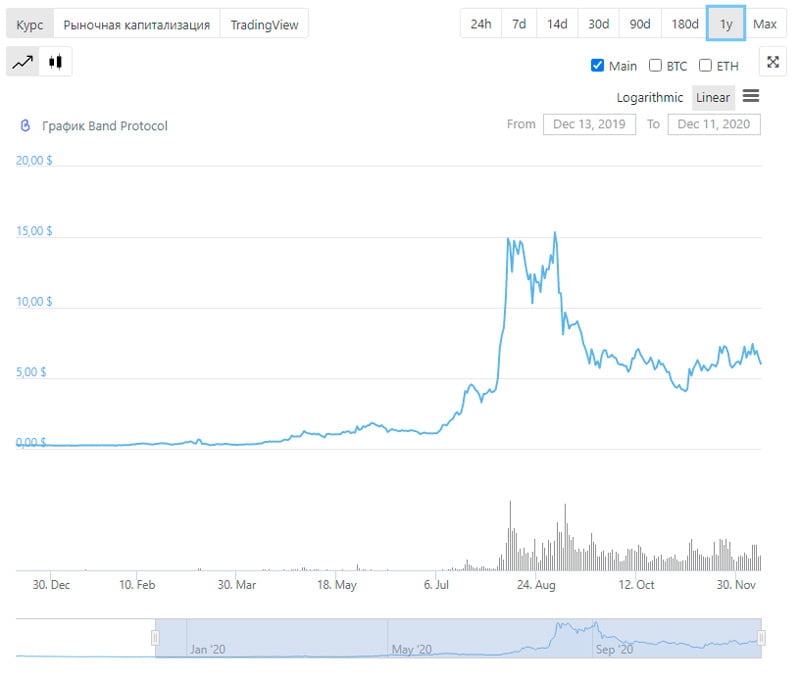 Курс Рыночная капитализация TradingView 24h 7d 14d 30d 90d 180d 1y Max
Main BTC ETH
Logarithmic Linear
График Band Protocol From Dec 13, 2019 To Dec 11, 2020
20,00 $
15,00 $
10,00 $
5,00 $
0,00 $
30. Dec 10. Feb 30. Mar 18. May 6. Jul 24. Aug 12. Oct 30. Nov
Jan '20 May '20 Sep '20